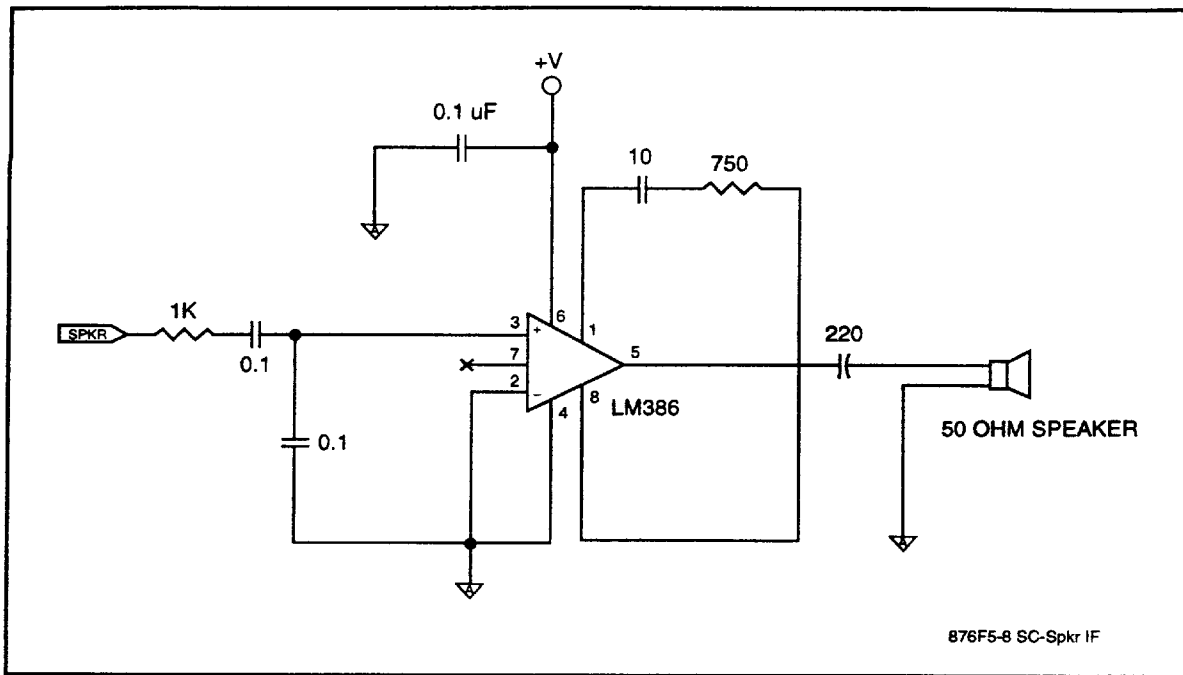 +V
0.1 uF
10
750
SPKR
1K
0.1
3
+
6
1
7
2
−
4
8
5
LM386
220
0.1
50 OHM SPEAKER
A
A
A
876F5-8 SC-Spkr IF